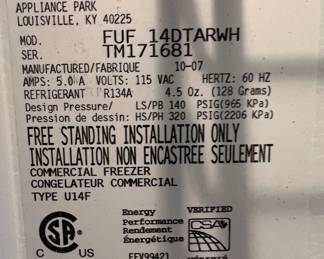 APPLIANCE PARK
LOUISVILLE, KY 40225
MOD. FUF 14DTARWH
SER. TM171681
MANUFACTURED/FABRIQUE 10-07
AMPS: 5.0 A VOLTS: 115 VAC HERTZ: 60 HZ
REFRIGERANT R134A 4.5 Oz. (128 Grams)
Design Pressure/ LS/PB 140 PSIG(965 KPa)
Pression de dessin: HS/PH 320 PSIG(2206 KPa)
FREE STANDING INSTALLATION ONLY
INSTALLATION NON ENCASTREE SEULEMENT
COMMERCIAL FREEZER
CONGELATEUR COMMERCIAL
TYPE U14F
Energy VERIFIED
Performance
Rendement
Énergétique
CSA
C US
EEV99421 VÉRIFIÉ